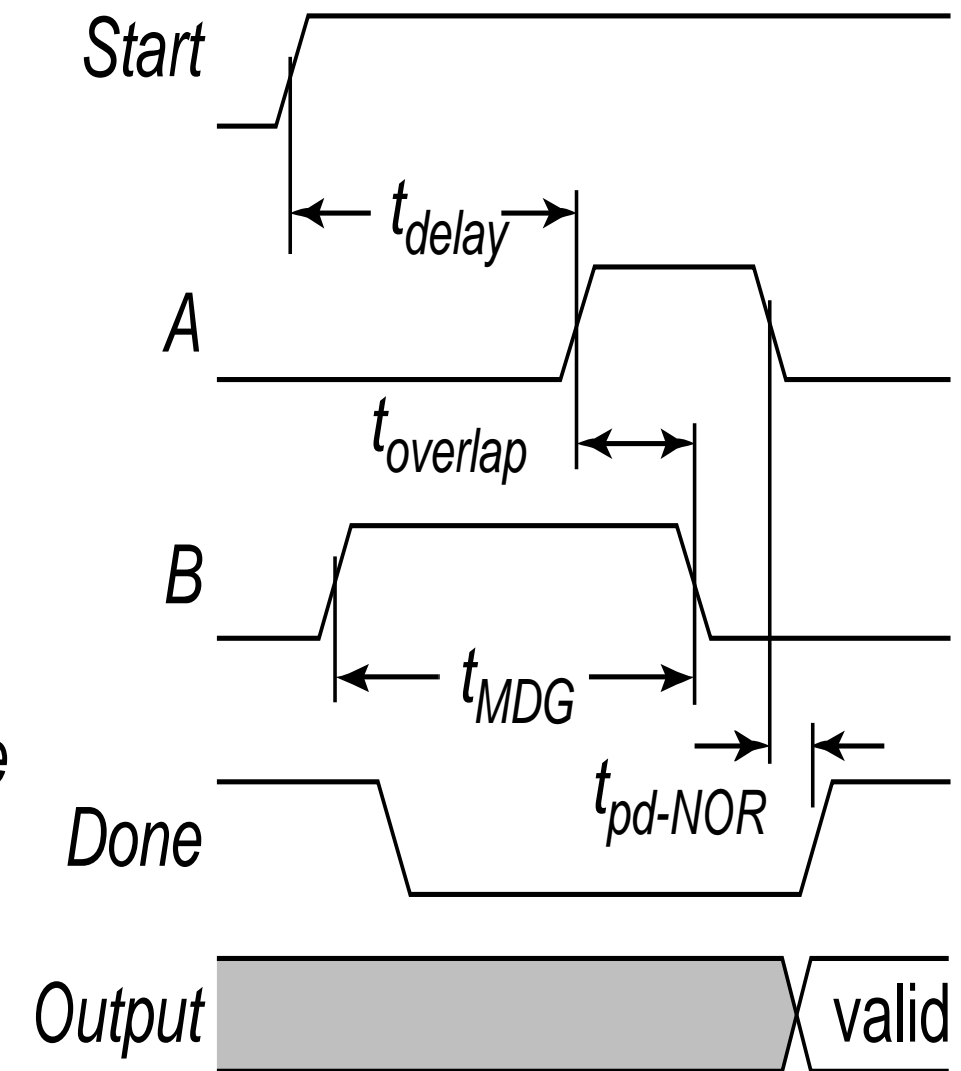 Start
t_delay
A
t_overlap
B
t_MDG
e
t_pd-NOR
Done
Output
valid